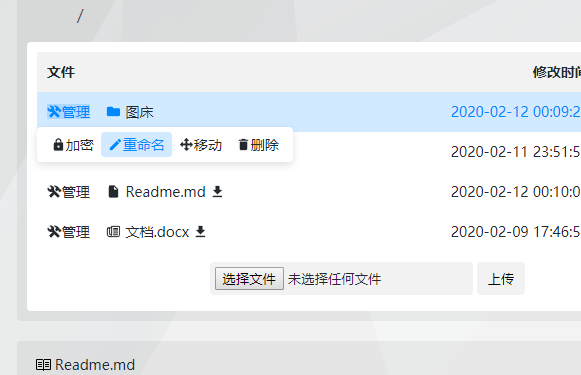 /
文件 修改时间
管理 图床 2020-02-12 00:09:2
加密 重命名 移动 删除 2020-02-11 23:51:5
管理 Readme.md 2020-02-12 00:10:0
管理 文档.docx 2020-02-09 17:46:5
选择文件 未选择任何文件 上传
Readme.md